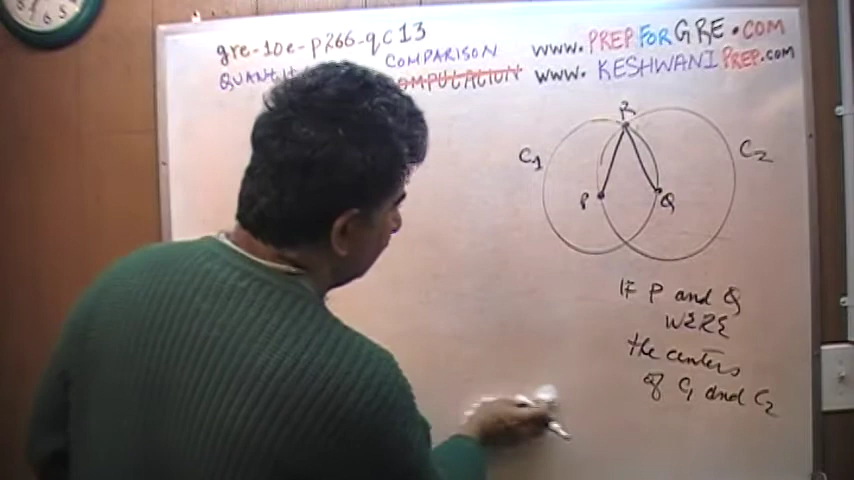 gre-10e-p266-qc13
COMPARISON
COMPUTATION
www.PREPFORGRE.COM
www.KESHWANIPREP.com
R
C1
C2
P
Q
IF P and Q
WERE
the centers
of C1 and C2